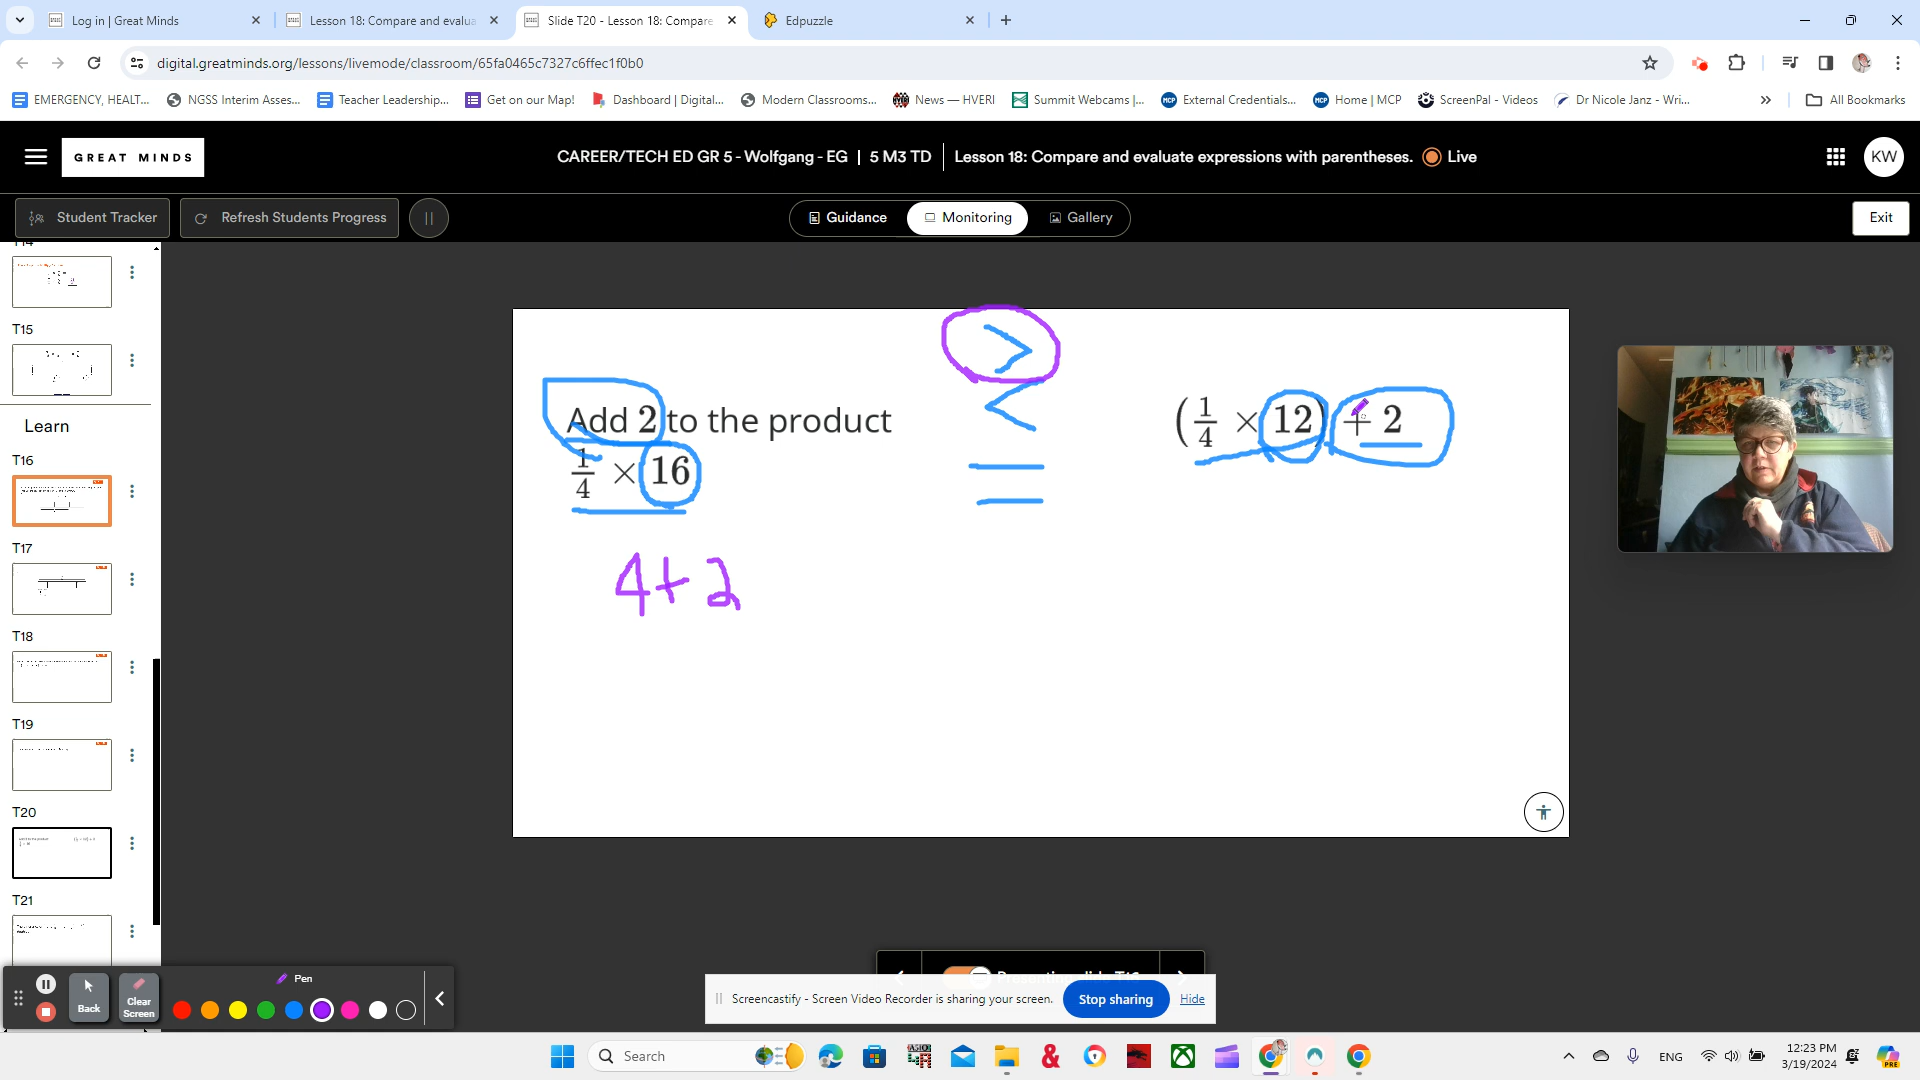 Log in | Great Minds
Lesson 18: Compare and evalua
Slide T20 - Lesson 18: Compare
Edpuzzle
digital.greatminds.org/lessons/livemode/classroom/65fa0465c7327c6ffec1f0b0
EMERGENCY, HEALT... NGSS Interim Asses... Teacher Leadership... Get on our Map! Dashboard | Digital... Modern Classrooms... News — HVERI Summit Webcams |... External Credentials... Home | MCP ScreenPal - Videos Dr Nicole Janz - Wri... » All Bookmarks
GREAT MINDS
CAREER/TECH ED GR 5 - Wolfgang - EG | 5 M3 TD | Lesson 18: Compare and evaluate expressions with parentheses. Live
KW
Student Tracker Refresh Students Progress Guidance Monitoring Gallery Exit
T14
T15
Learn
T16
T17
T18
T19
T20
T21
>
<
=
Add 2 to the product
1/4 × 16
(1/4 × 12) + 2
4+2
Pen
Back
Clear Screen
Screencastify - Screen Video Recorder is sharing your screen. Stop sharing Hide
Search
ENG
12:23 PM
3/19/2024